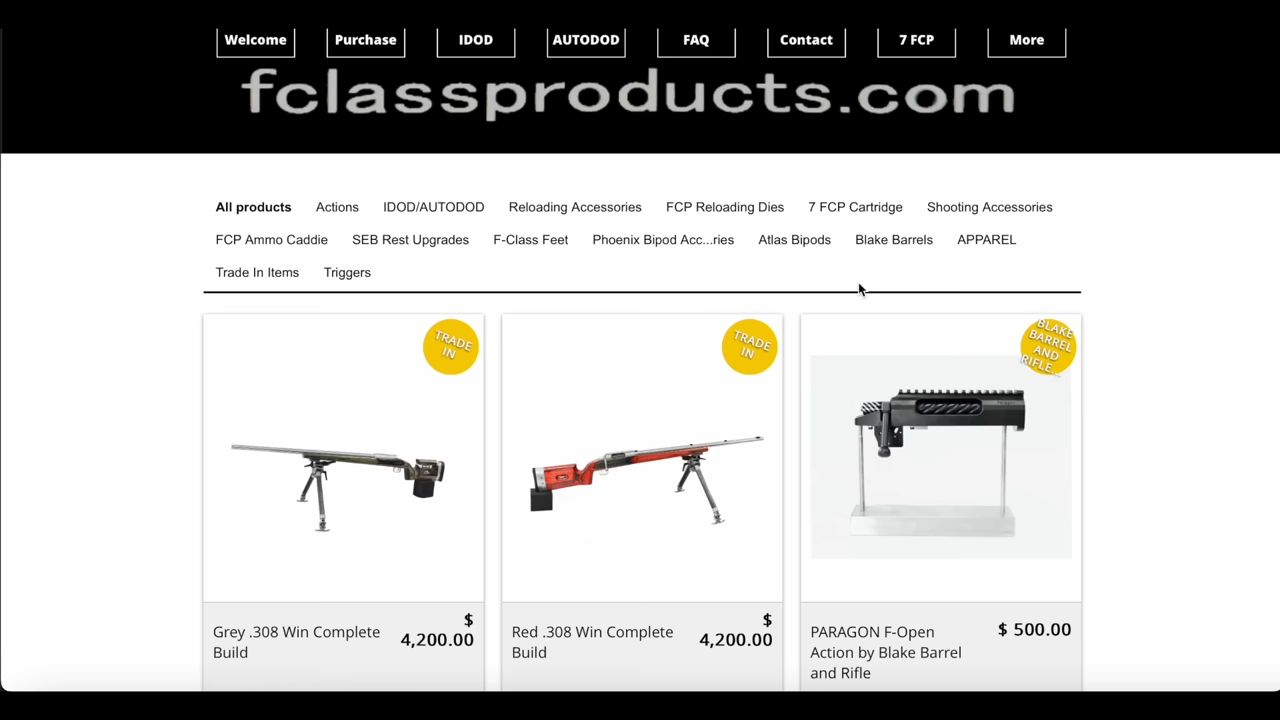 Welcome
Purchase
IDOD
AUTODOD
FAQ
Contact
7 FCP
More
fclassproducts.com
All products
Actions
IDOD/AUTODOD
Reloading Accessories
FCP Reloading Dies
7 FCP Cartridge
Shooting Accessories
FCP Ammo Caddie
SEB Rest Upgrades
F-Class Feet
Phoenix Bipod Acc...ries
Atlas Bipods
Blake Barrels
APPAREL
Trade In Items
Triggers
TRADE
IN
TRADE
IN
BLAKE
BARREL
AND
RIFLE...
Grey .308 Win Complete
Build
$
4,200.00
Red .308 Win Complete
Build
$
4,200.00
PARAGON F-Open
Action by Blake Barrel
and Rifle
$ 500.00